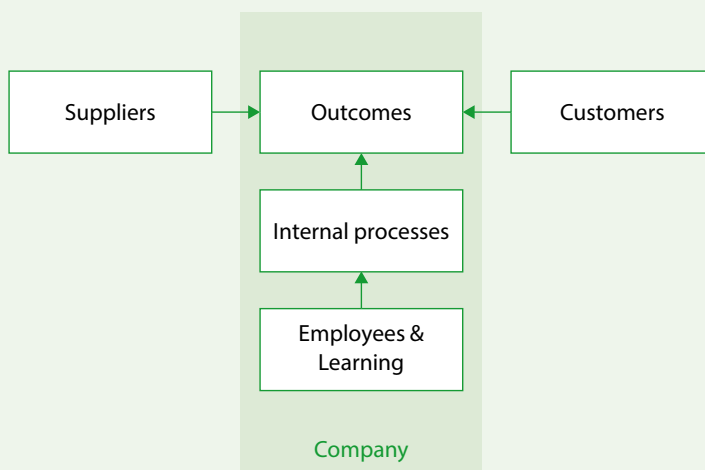 Suppliers
Outcomes
Customers
Internal processes
Employees &
Learning
Company